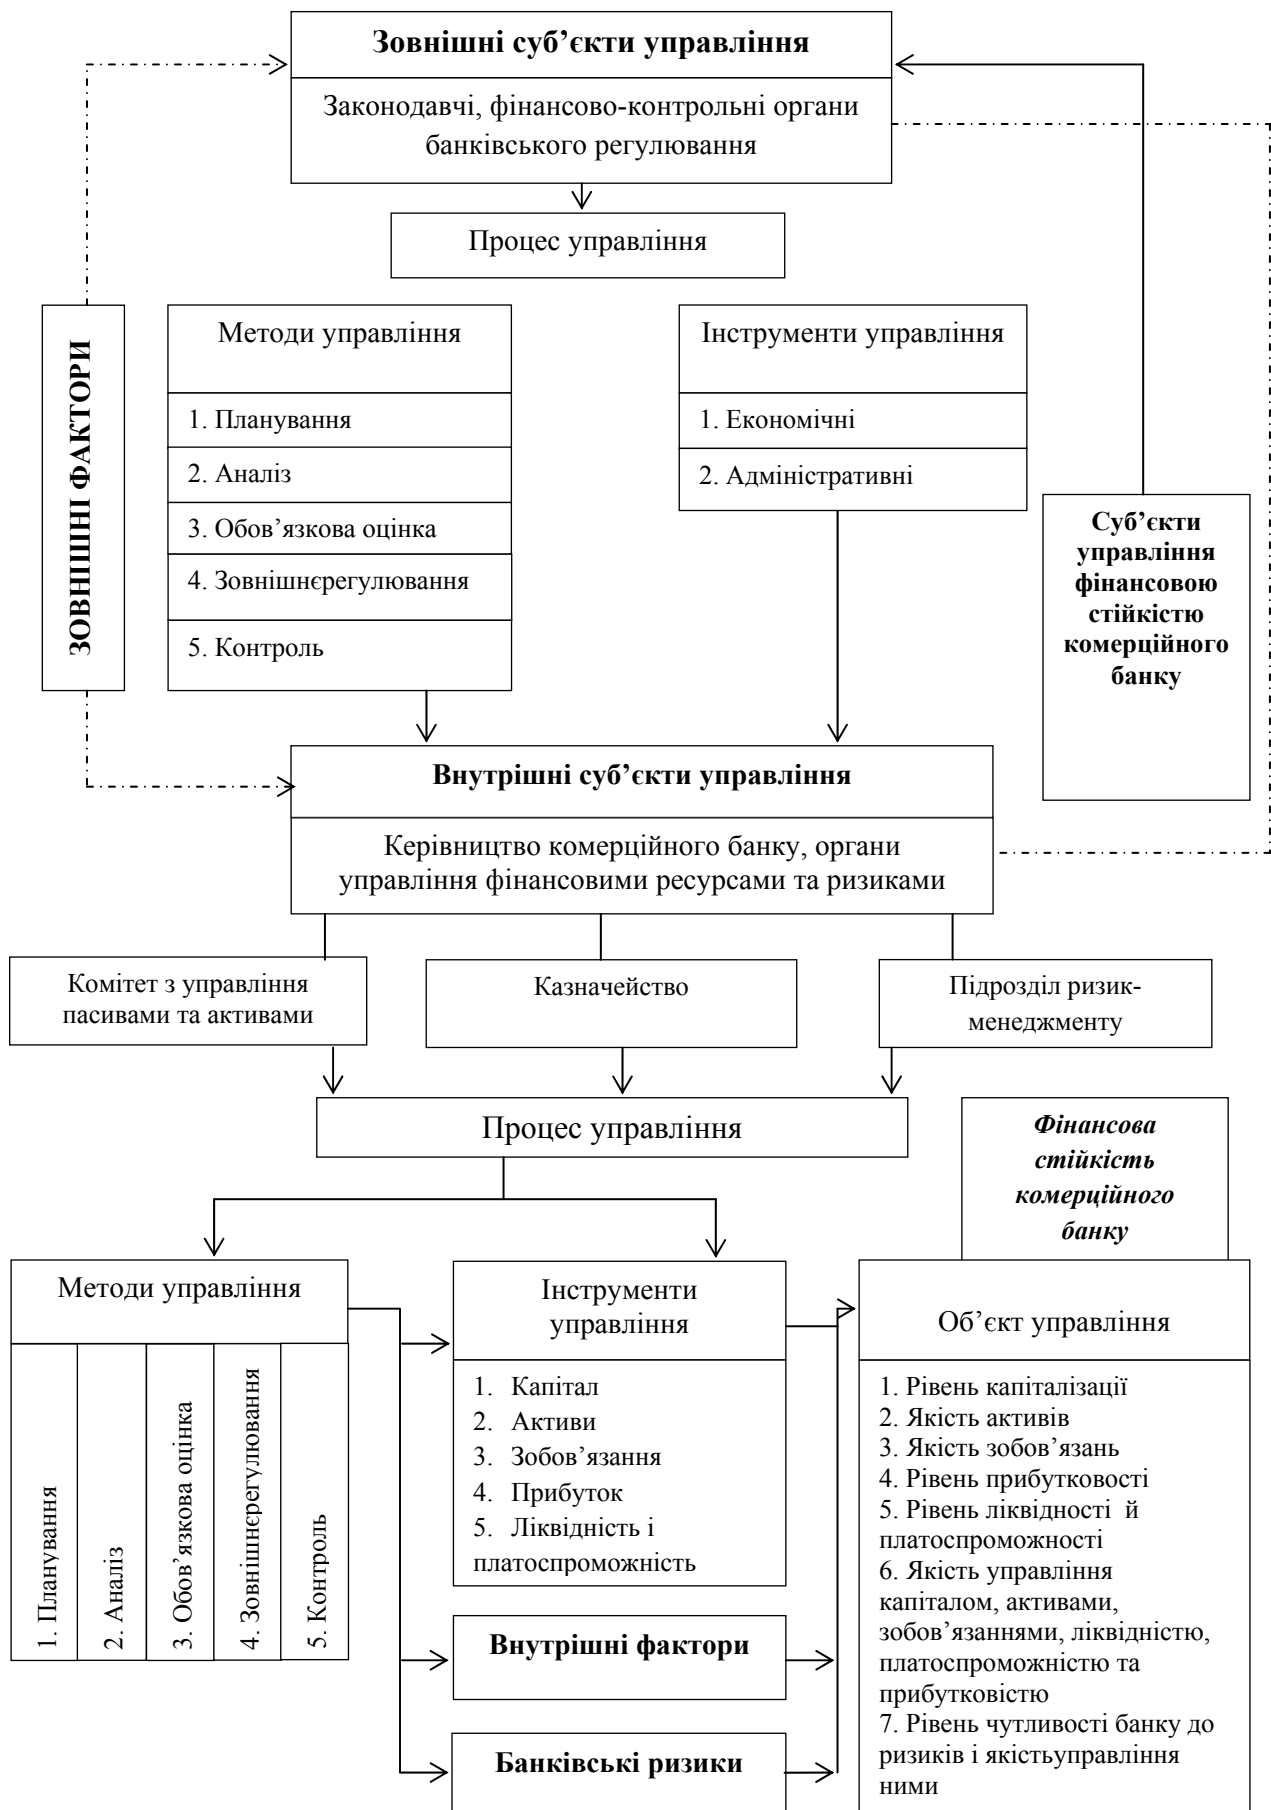 Зовнішні суб’єкти управління
Законодавчі, фінансово-контрольні органи
банківського регулювання
Процес управління
ЗОВНІШНІ ФАКТОРИ
Методи управління
1. Планування
2. Аналіз
3. Обов’язкова оцінка
4. Зовнішнєрегулювання
5. Контроль
Інструменти управління
1. Економічні
2. Адміністративні
Суб’єкти
управління
фінансовою
стійкістю
комерційного
банку
Внутрішні суб’єкти управління
Керівництво комерційного банку, органи
управління фінансовими ресурсами та ризиками
Комітет з управління
пасивами та активами
Казначейство
Підрозділ ризик-
менеджменту
Процес управління
Фінансова
стійкість
комерційного
банку
Методи управління
1. Планування
2. Аналіз
3. Обов’язкова оцінка
4. Зовнішнєрегулювання
5. Контроль
Інструменти
управління
1. Капітал
2. Активи
3. Зобов’язання
4. Прибуток
5. Ліквідність і
платоспроможність
Внутрішні фактори
Банківські ризики
Об’єкт управління
1. Рівень капіталізації
2. Якість активів
3. Якість зобов’язань
4. Рівень прибутковості
5. Рівень ліквідності й
платоспроможності
6. Якість управління
капіталом, активами,
зобов’язаннями, ліквідністю,
платоспроможністю та
прибутковістю
7. Рівень чутливості банку до
ризиків і якістьуправління
ними